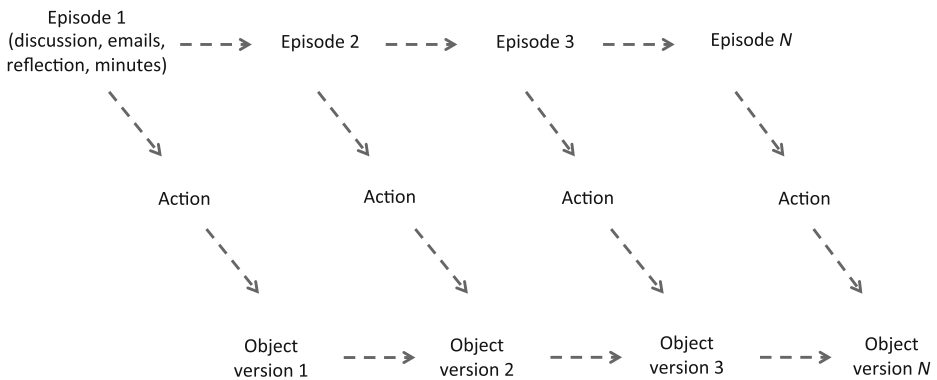 Episode 1
(discussion, emails,
reflection, minutes)
Episode 2
Episode 3
Episode N
Action
Action
Action
Action
Object
version 1
Object
version 2
Object
version 3
Object
version N